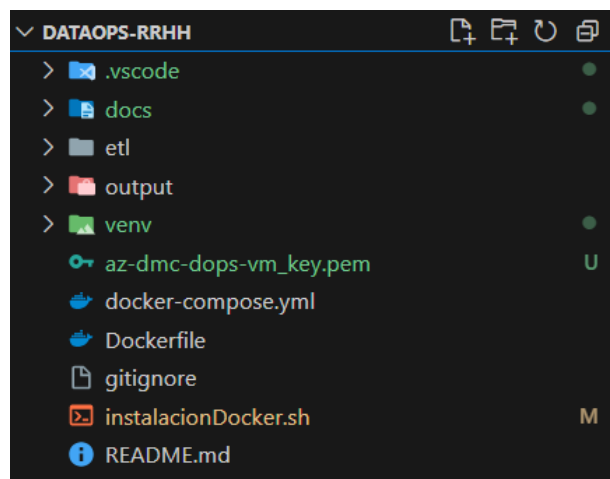 DATAOPS-RRHH
.vscode
docs
etl
output
venv
az-dmc-dops-vm_key.pem U
docker-compose.yml
Dockerfile
gitignore
instalacionDocker.sh M
README.md